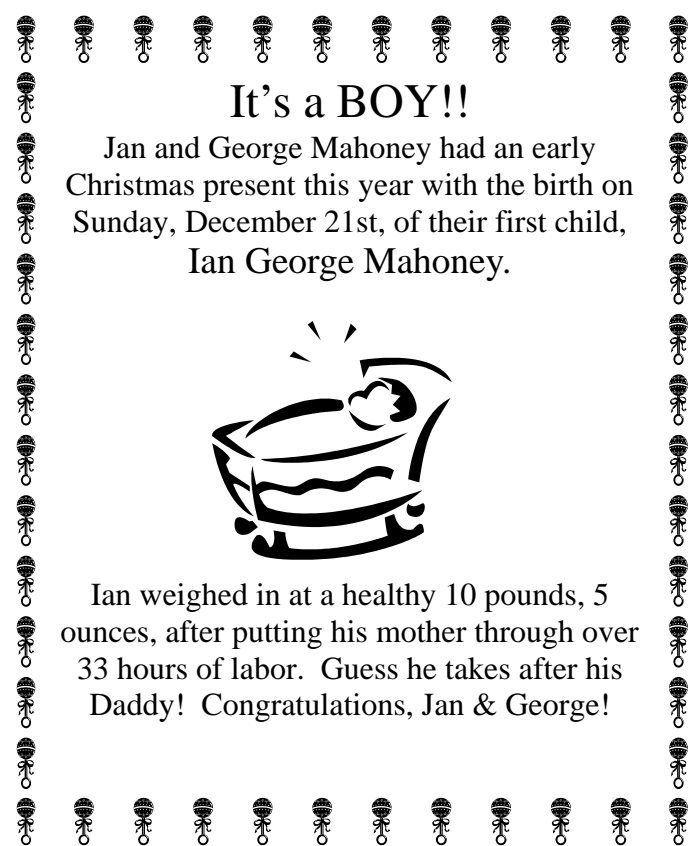 It’s a BOY!!
Jan and George Mahoney had an early
Christmas present this year with the birth on
Sunday, December 21st, of their first child,
Ian George Mahoney.
Ian weighed in at a healthy 10 pounds, 5
ounces, after putting his mother through over
33 hours of labor.  Guess he takes after his
Daddy!  Congratulations, Jan & George!